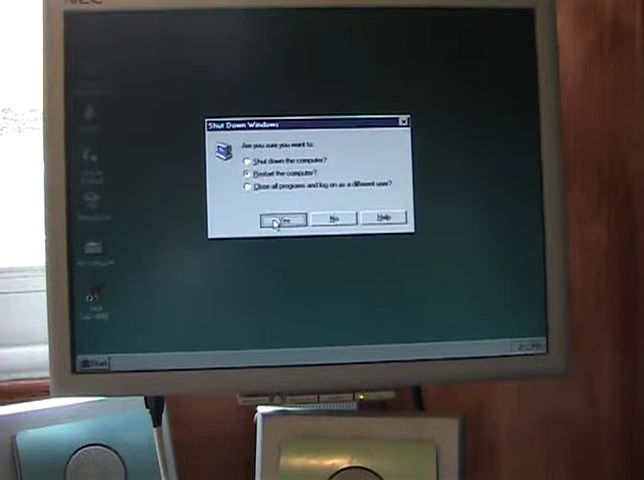 NEC
Shut Down Windows
Are you sure you want to:
Shut down the computer?
Restart the computer?
Close all programs and log on as a different user?
Yes
No
Help
Start